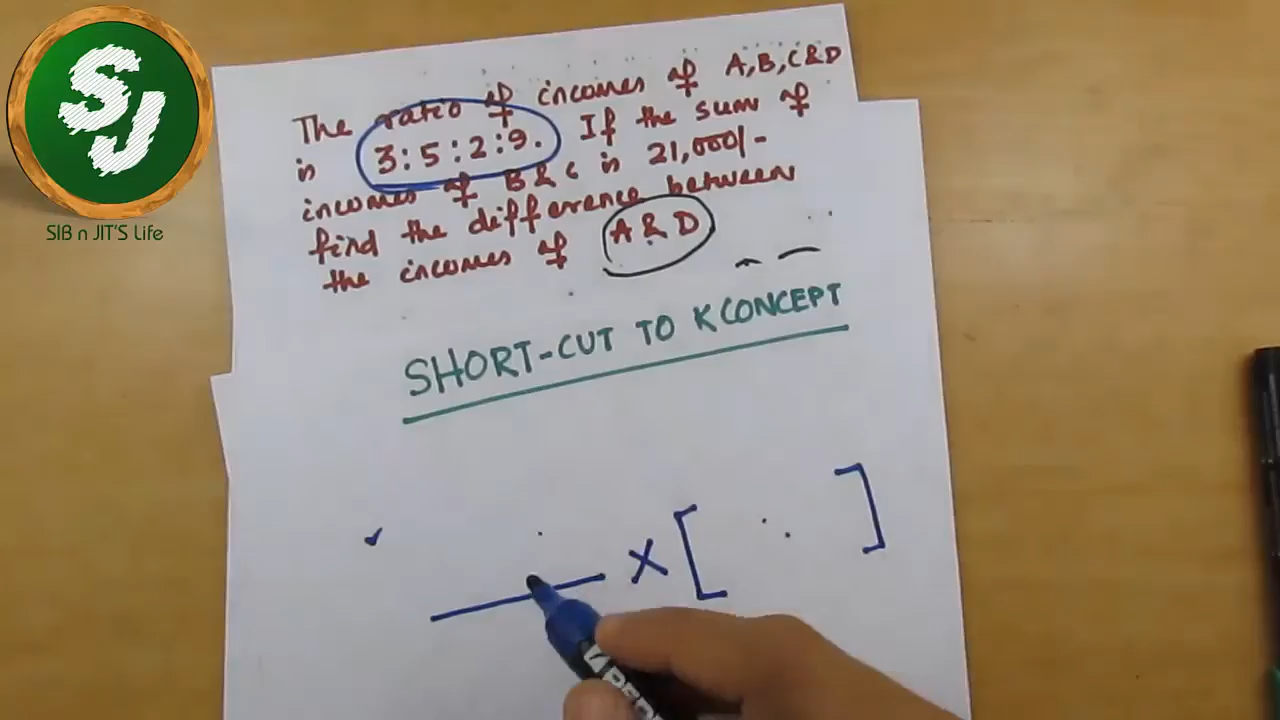 SJ
SIB n JIT'S Life
The ratio of incomes of A,B,C&D
is 3:5:2:9. If the sum of
incomes of B & C is 21,000/-
find the difference between
the incomes of A & D
SHORT-CUT TO K CONCEPT
× [ ]